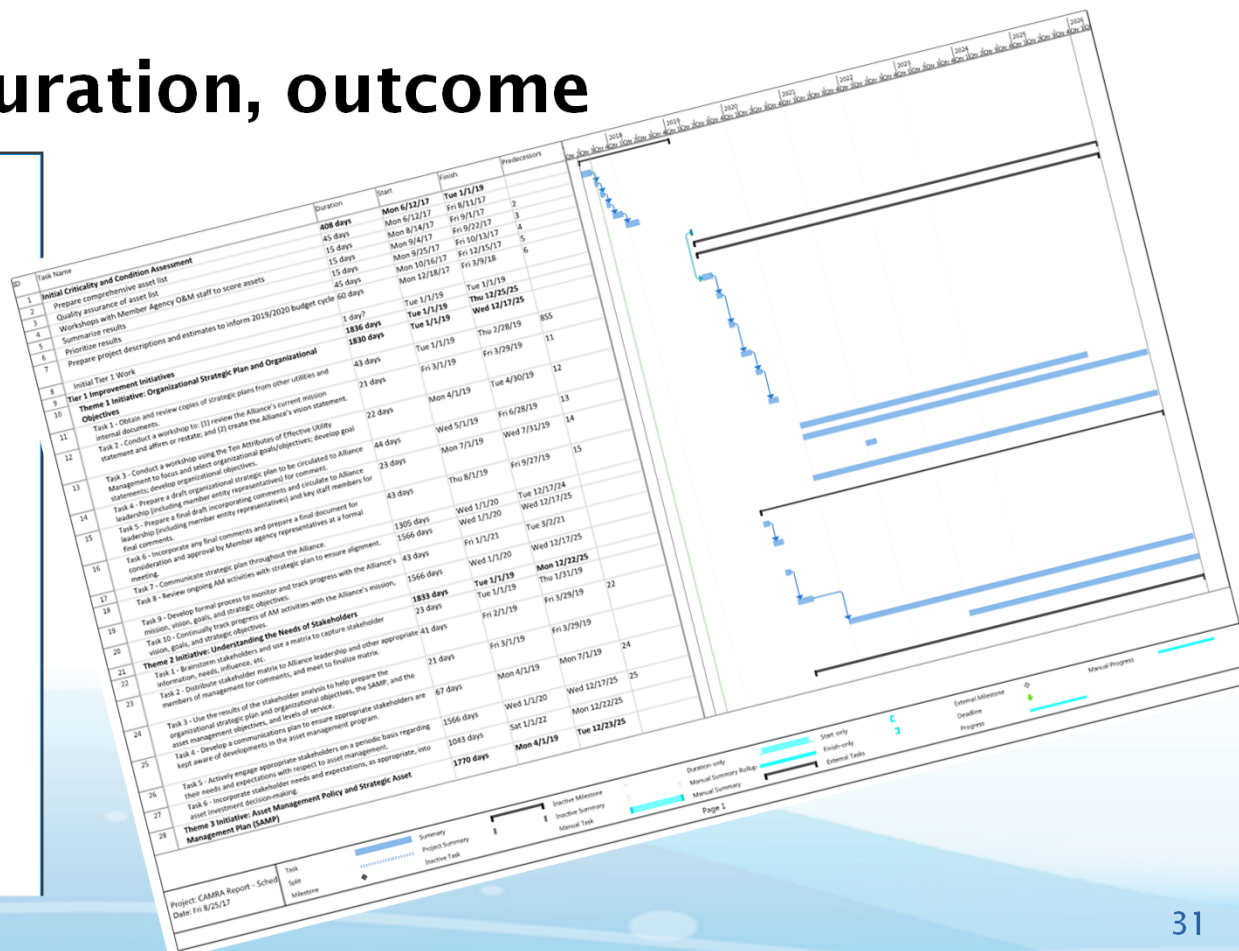 uration, outcome
ID Task Name Duration Start Finish Predecessors
1 Initial Criticality and Condition Assessment 408 days Mon 6/12/17 Tue 1/1/19
2 Prepare comprehensive asset list 45 days Mon 6/12/17 Fri 8/11/17
3 Quality assurance of asset list 15 days Mon 8/14/17 Fri 9/1/17 2
4 Workshops with Member Agency O&M staff to score assets 15 days Mon 9/4/17 Fri 9/22/17 3
5 Summarize results 15 days Mon 9/25/17 Fri 10/13/17 4
6 Prioritize results 45 days Mon 10/16/17 Fri 12/15/17 5
7 Prepare project descriptions and estimates to inform 2019/2020 budget cycle 60 days Mon 12/18/17 Fri 3/9/18 6
8 Initial Tier 1 Work 1 day? Tue 1/1/19 Tue 1/1/19
9 Tier 1 Improvement Initiatives 1836 days Tue 1/1/19 Thu 12/25/25
10 Theme 1 Initiative: Organizational Strategic Plan and Organizational 1830 days Tue 1/1/19 Wed 12/17/25
Objectives
11 Task 1 - Obtain and review copies of strategic plans from other utilities and 43 days Tue 1/1/19 Thu 2/28/19 855
internal documents.
12 Task 2 - Conduct a workshop to: (1) review the Alliance's current mission 21 days Fri 3/1/19 Fri 3/29/19 11
statement and affirm or restate; and (2) create the Alliance's vision statement.
13 Task 3 - Conduct a workshop using the Ten Attributes of Effective Utility 22 days Mon 4/1/19 Tue 4/30/19 12
Management to focus and select organizational goals/objectives; develop goal
statements; develop organizational objectives.
14 Task 4 - Prepare a draft organizational strategic plan to be circulated to Alliance 44 days Wed 5/1/19 Fri 6/28/19 13
leadership (including member entity representatives) for comment.
15 Task 5 - Prepare a final draft incorporating comments and circulate to Alliance 23 days Mon 7/1/19 Wed 7/31/19 14
leadership (including member entity representatives) and key staff members for
final comments.
16 Task 6 - Incorporate any final comments and prepare a final document for 43 days Thu 8/1/19 Fri 9/27/19 15
consideration and approval by Member agency representatives at a formal
meeting.
17 Task 7 - Communicate strategic plan throughout the Alliance. 1305 days Wed 1/1/20 Tue 12/17/24
18 Task 8 - Review ongoing AM activities with strategic plan to ensure alignment. 1566 days Wed 1/1/20 Wed 12/17/25
19 Task 9 - Develop formal process to monitor and track progress with the Alliance's 43 days Fri 1/1/21 Tue 3/2/21
mission, vision, goals, and strategic objectives.
20 Task 10 - Continually track progress of AM activities with the Alliance's mission, 1566 days Wed 1/1/20 Wed 12/17/25
vision, goals, and strategic objectives.
21 Theme 2 Initiative: Understanding the Needs of Stakeholders 1833 days Tue 1/1/19 Mon 12/22/25
22 Task 1 - Brainstorm stakeholders and use a matrix to capture stakeholder 23 days Tue 1/1/19 Thu 1/31/19
information, needs, influence, etc.
23 Task 2 - Distribute stakeholder matrix to Alliance leadership and other appropriate 41 days Fri 2/1/19 Fri 3/29/19 22
members of management for comments, and meet to finalize matrix.
24 Task 3 - Use the results of the stakeholder analysis to help prepare the 21 days Fri 3/1/19 Fri 3/29/19
organizational strategic plan and organizational objectives, the SAMP, and the
asset management objectives, and levels of service.
25 Task 4 - Develop a communications plan to ensure appropriate stakeholders are 67 days Mon 4/1/19 Mon 7/1/19 24
kept aware of developments in the asset management program.
26 Task 5 - Actively engage appropriate stakeholders on a periodic basis regarding 1566 days Wed 1/1/20 Wed 12/17/25 25
their needs and expectations with respect to asset management.
27 Task 6 - Incorporate stakeholder needs and expectations, as appropriate, into 1043 days Sat 1/1/22 Mon 12/22/25
asset investment decision-making.
28 Theme 3 Initiative: Asset Management Policy and Strategic Asset 1770 days Mon 4/1/19 Tue 12/23/25
Management Plan (SAMP)
2018 2019 2020 2021 2022 2023 2024 2025 2026
Project: CAMRA Report - Sched
Date: Fri 8/25/17
Task
Split
Milestone
Summary
Project Summary
Inactive Task
Inactive Milestone
Inactive Summary
Manual Task
Duration-only
Manual Summary Rollup
Manual Summary
Start-only
Finish-only
External Tasks
External Milestone
Deadline
Progress
Manual Progress
Page 1
31